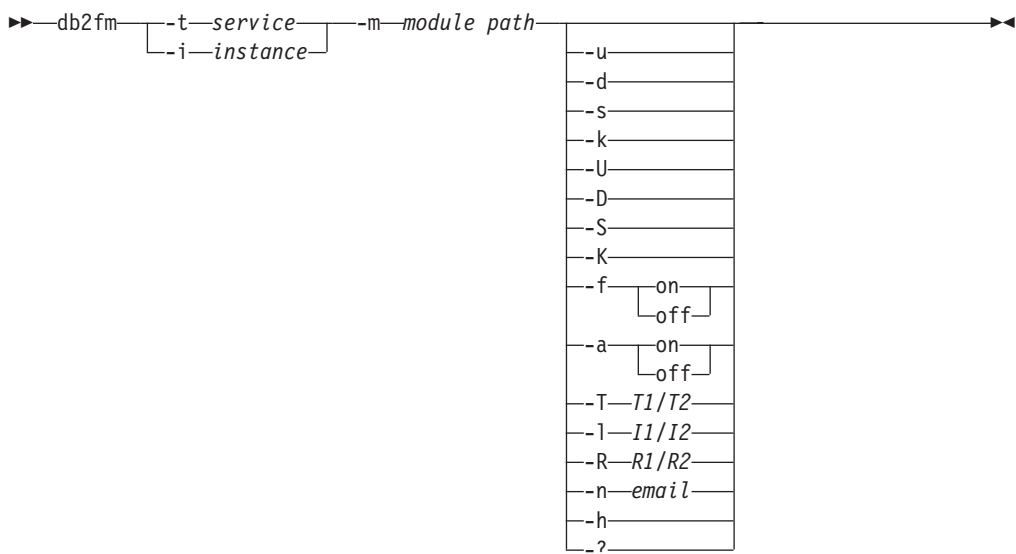 db2fm -t service -m module path
-i instance
-u
-d
-s
-k
-U
-D
-S
-K
-f on
off
-a on
off
-T T1/T2
-l I1/I2
-R R1/R2
-n email
-h
-?